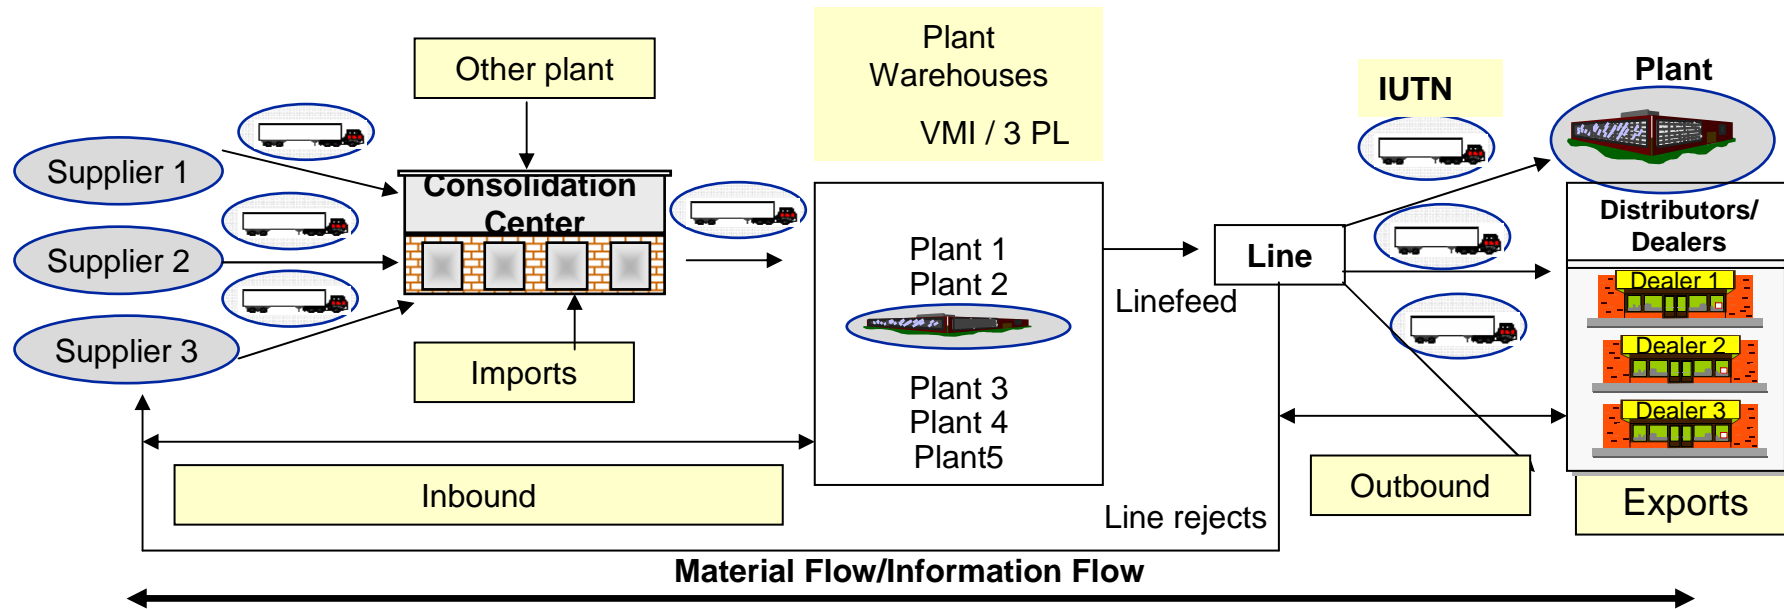 Other plant
Plant
Warehouses
VMI / 3 PL
IUTN
Plant
Supplier 1
Supplier 2
Supplier 3
Consolidation
Center
Imports
Plant 1
Plant 2
Plant 3
Plant 4
Plant5
Linefeed
Line
Distributors/
Dealers
Dealer 1
Dealer 2
Dealer 3
Inbound
Outbound
Exports
Line rejects
Material Flow/Information Flow